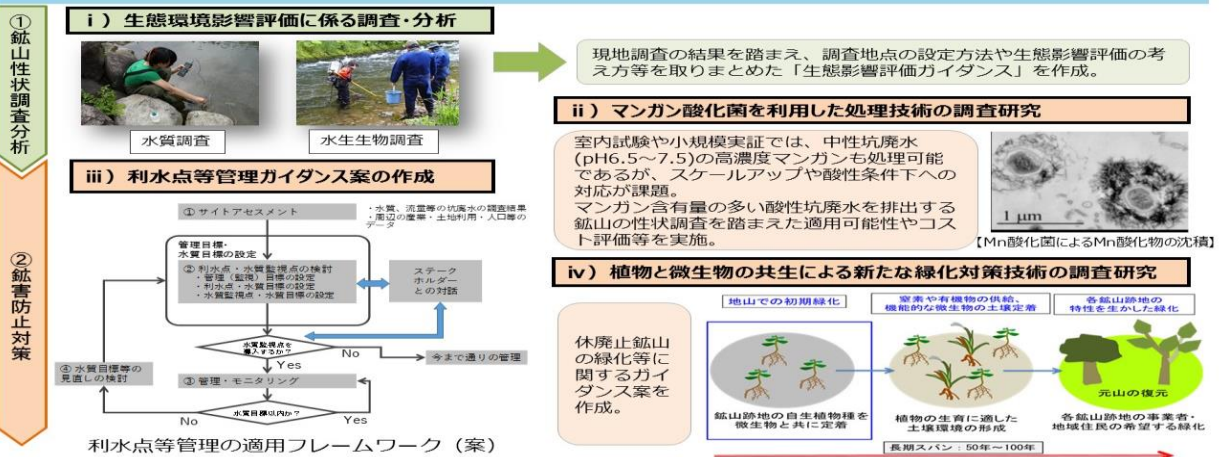 ①鉱山性状調査分析
ⅰ）生態環境影響評価に係る調査・分析
水質調査
水生生物調査
現地調査の結果を踏まえ、調査地点の設定方法や生態影響評価の考
え方等を取りまとめた「生態影響評価ガイダンス」を作成。
ⅱ）マンガン酸化菌を利用した処理技術の調査研究
室内試験や小規模実証では、中性坑廃水
(pH6.5～7.5)の高濃度マンガンも処理可能
であるが、スケールアップや酸性条件下への
対応が課題。
マンガン含有量の多い酸性坑廃水を排出する
鉱山の性状調査を踏まえた適用可能性やコス
ト評価等を実施。
1 μm
【Mn酸化菌によるMn酸化物の沈積】
②鉱害防止対策
ⅲ）利水点等管理ガイダンス案の作成
①サイトアセスメント
・水質、流量等の坑廃水の調査結果
・周辺の産業・土地利用・人口等の
データ
管理目標・
水質目標の設定
②利水点・水質監視点の検討
・管理（監視）目標の設定
・利水点・水質目標の設定
・水質監視点・水質目標の設定
ステーク
ホルダー
との対話
水質監視点を
導入するか？
No
今まで通りの管理
Yes
④水質目標等の
見直しの検討
③管理・モニタリング
水質目標以内か？
No
Yes
利水点等管理の適用フレームワーク（案）
ⅳ）植物と微生物の共生による新たな緑化対策技術の調査研究
休廃止鉱山
の緑化等に
関するガイ
ダンス案を
作成。
地山での初期緑化
鉱山跡地の自生植物種を
微生物と共に定着
窒素や有機物の供給、
機能的な微生物の土壌定着
植物の生育に適した
土壌環境の形成
各鉱山跡地の
特性を生かした緑化
元山の復元
各鉱山跡地の事業者・
地域住民の希望する緑化
長期スパン：50年～100年